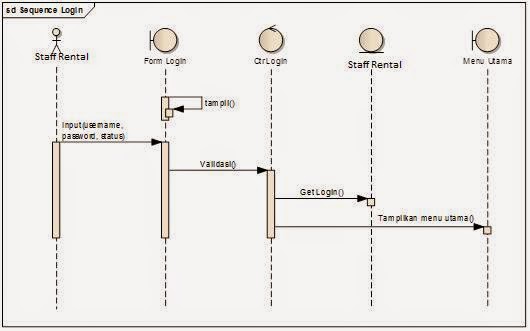 sd Sequence Login
Staff Rental
Form Login
CtrLogin
Staff Rental
Menu Utama
tampil()
Input(username,
password, status)
Validasi()
Get Login()
Tampilkan menu utama()